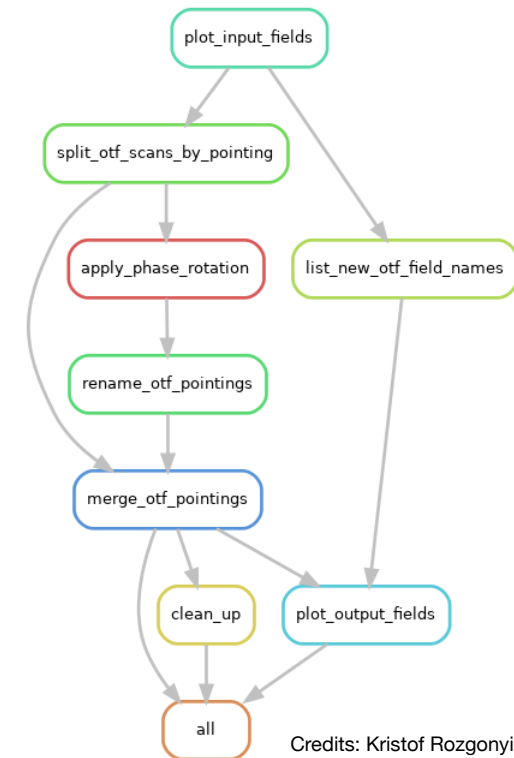 plot_input_fields
split_otf_scans_by_pointing
apply_phase_rotation
list_new_otf_field_names
rename_otf_pointings
merge_otf_pointings
clean_up
plot_output_fields
all
Credits: Kristof Rozgonyi